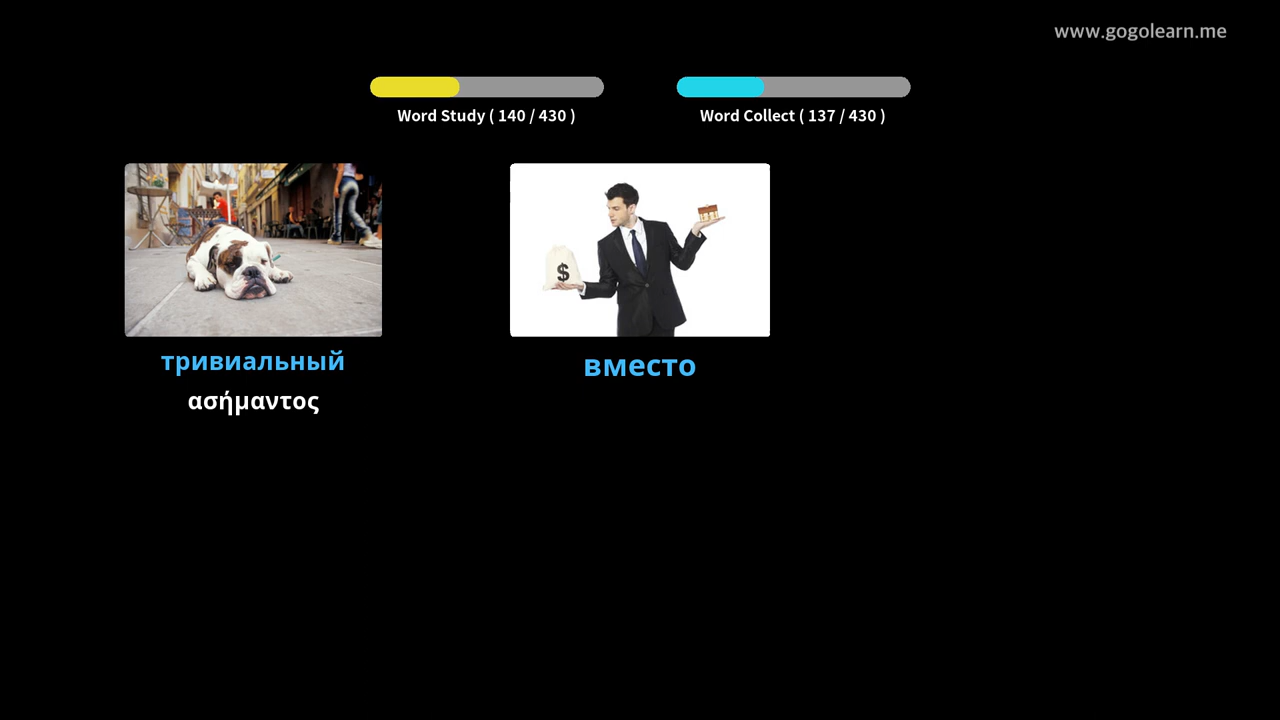 www.gogolearn.me
Word Study ( 140 / 430 )
Word Collect ( 137 / 430 )
тривиальный
ασήμαντος
вместо
$